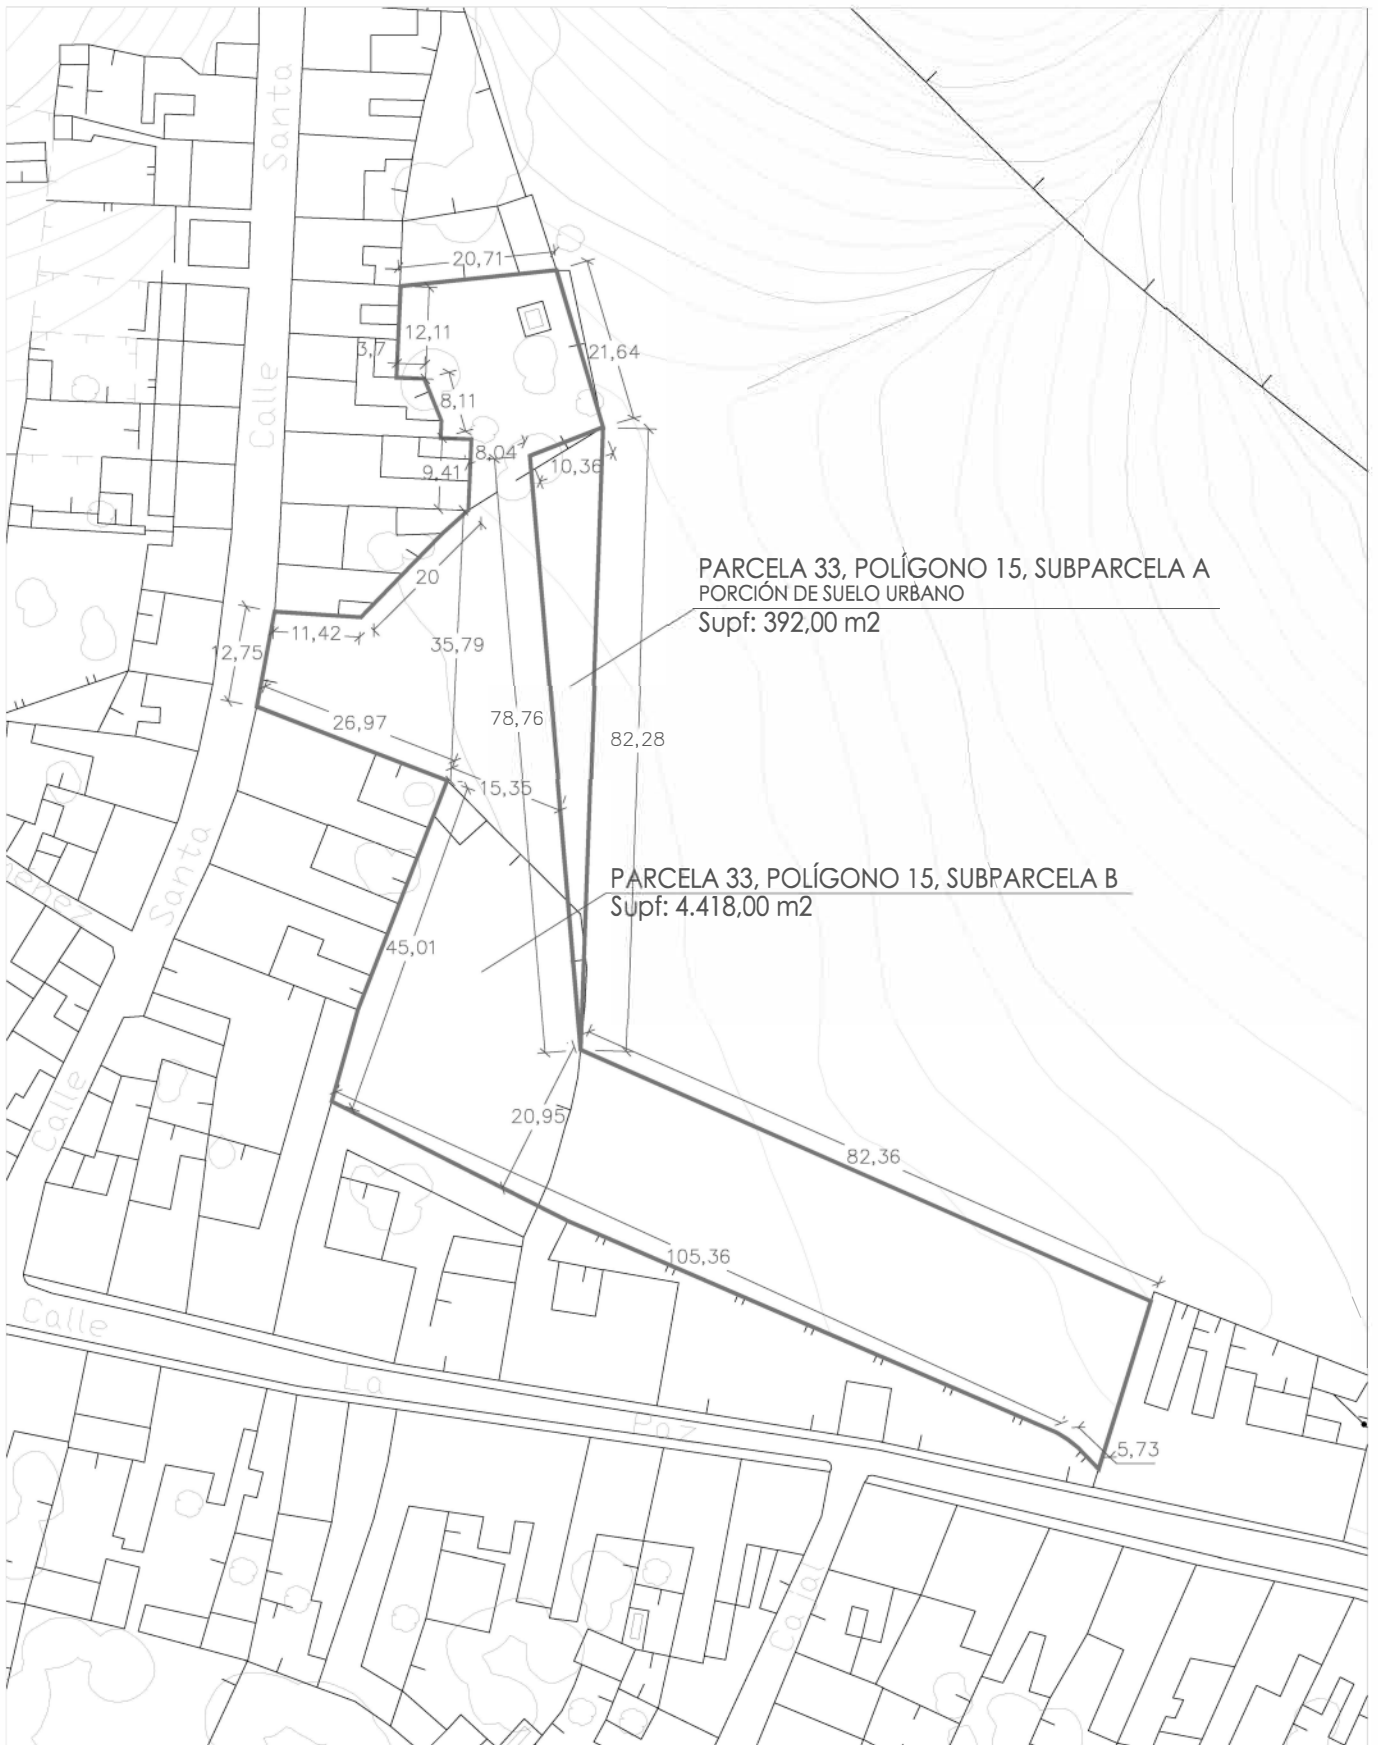 Santa
20,71
12,11
3,7
21,64
Calle
8,11
8,04
9,41
10,36
PARCELA 33, POLÍGONO 15, SUBPARCELA A
PORCIÓN DE SUELO URBANO
Supf: 392,00 m2
20
11,42
12,75
35,79
26,97
78,76
82,28
15,35
Santa
PARCELA 33, POLÍGONO 15, SUBPARCELA B
Supf: 4.418,00 m2
45,01
Calle
20,95
82,36
105,36
Calle
La
Paz
5,73